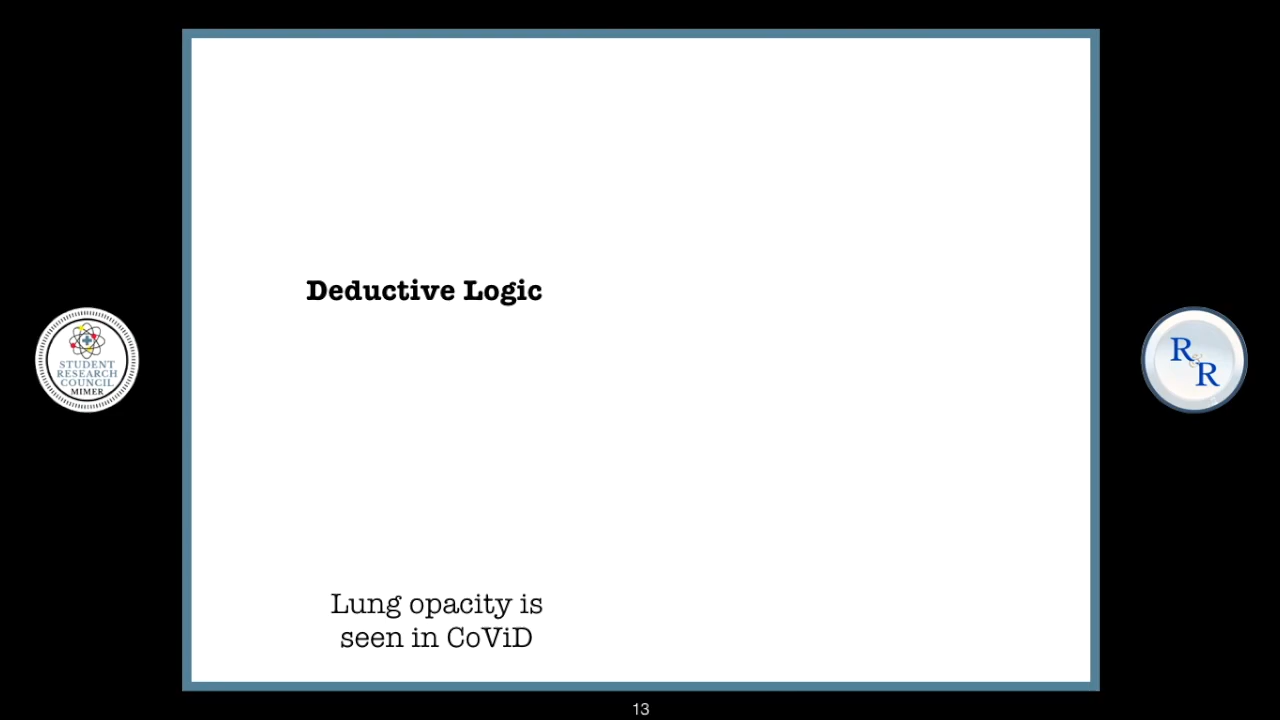 Deductive Logic
STUDENT
RESEARCH
COUNCIL
MIMER
R
&
R
Lung opacity is
seen in CoViD
13